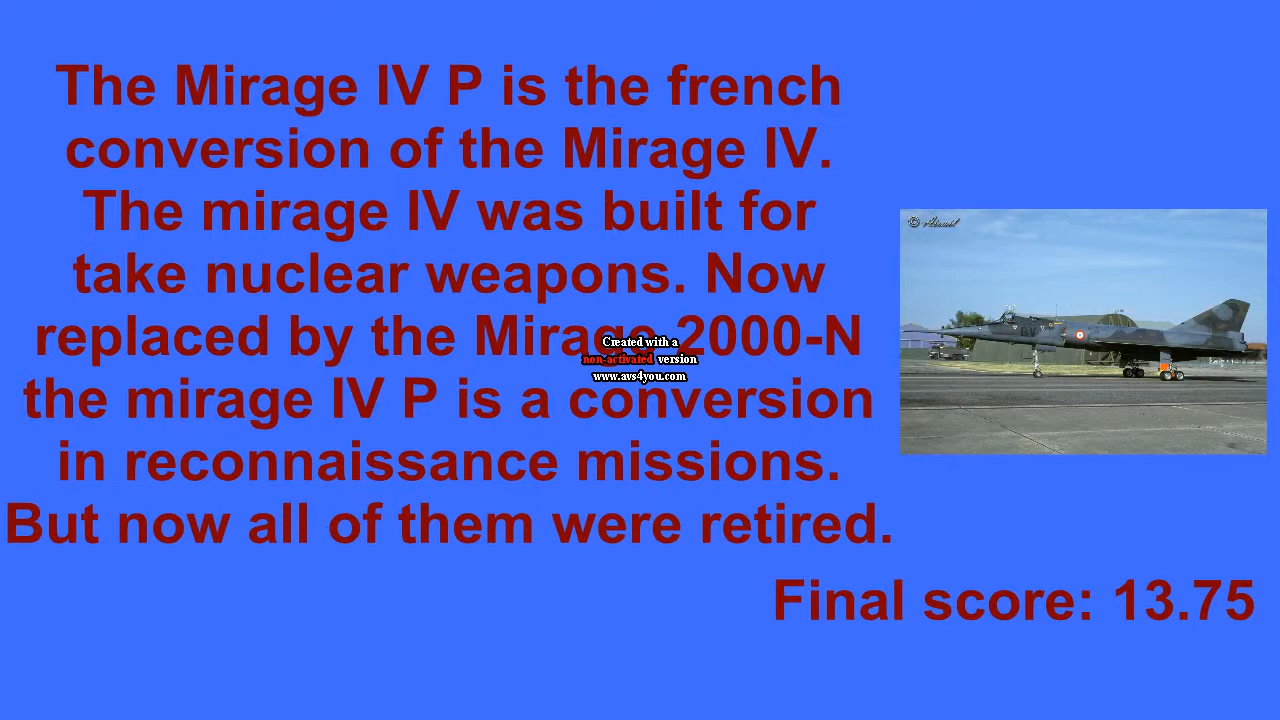 The Mirage IV P is the french
conversion of the Mirage IV.
The mirage IV was built for
take nuclear weapons. Now
replaced by the Mirage 2000-N
the mirage IV P is a conversion
in reconnaissance missions.
But now all of them were retired.
Final score: 13.75
Created with a
non-activated version
www.avs4you.com
©